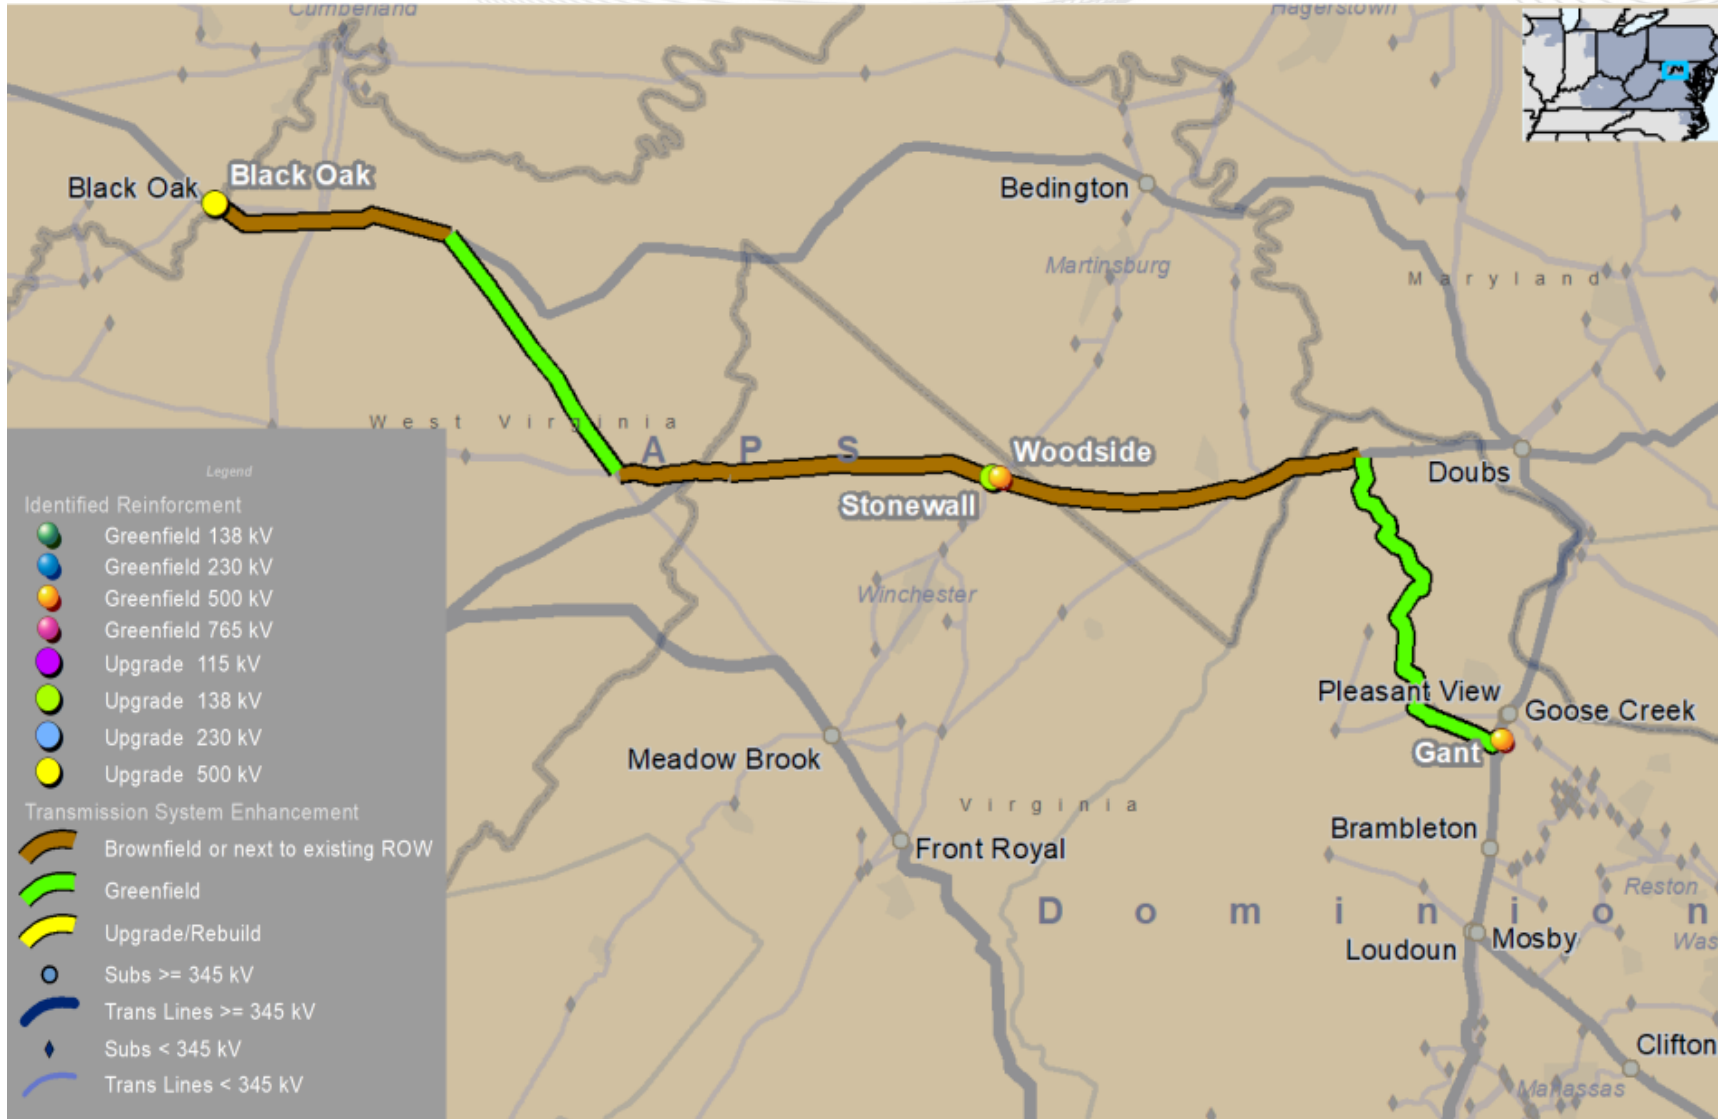 Cumberland
Hagerstown
Black Oak
Black Oak
Bedington
Martinsburg
Maryland
West Virginia
APS
Woodside
Stonewall
Doubs
Winchester
Pleasant View
Goose Creek
Gant
Meadow Brook
Virginia
Front Royal
Brambleton
Reston
Dominion
Loudoun
Mosby
Was
Clifton
Manassas
Legend
Identified Reinforcment
Greenfield 138 kV
Greenfield 230 kV
Greenfield 500 kV
Greenfield 765 kV
Upgrade 115 kV
Upgrade 138 kV
Upgrade 230 kV
Upgrade 500 kV
Transmission System Enhancement
Brownfield or next to existing ROW
Greenfield
Upgrade/Rebuild
Subs >= 345 kV
Trans Lines >= 345 kV
Subs < 345 kV
Trans Lines < 345 kV